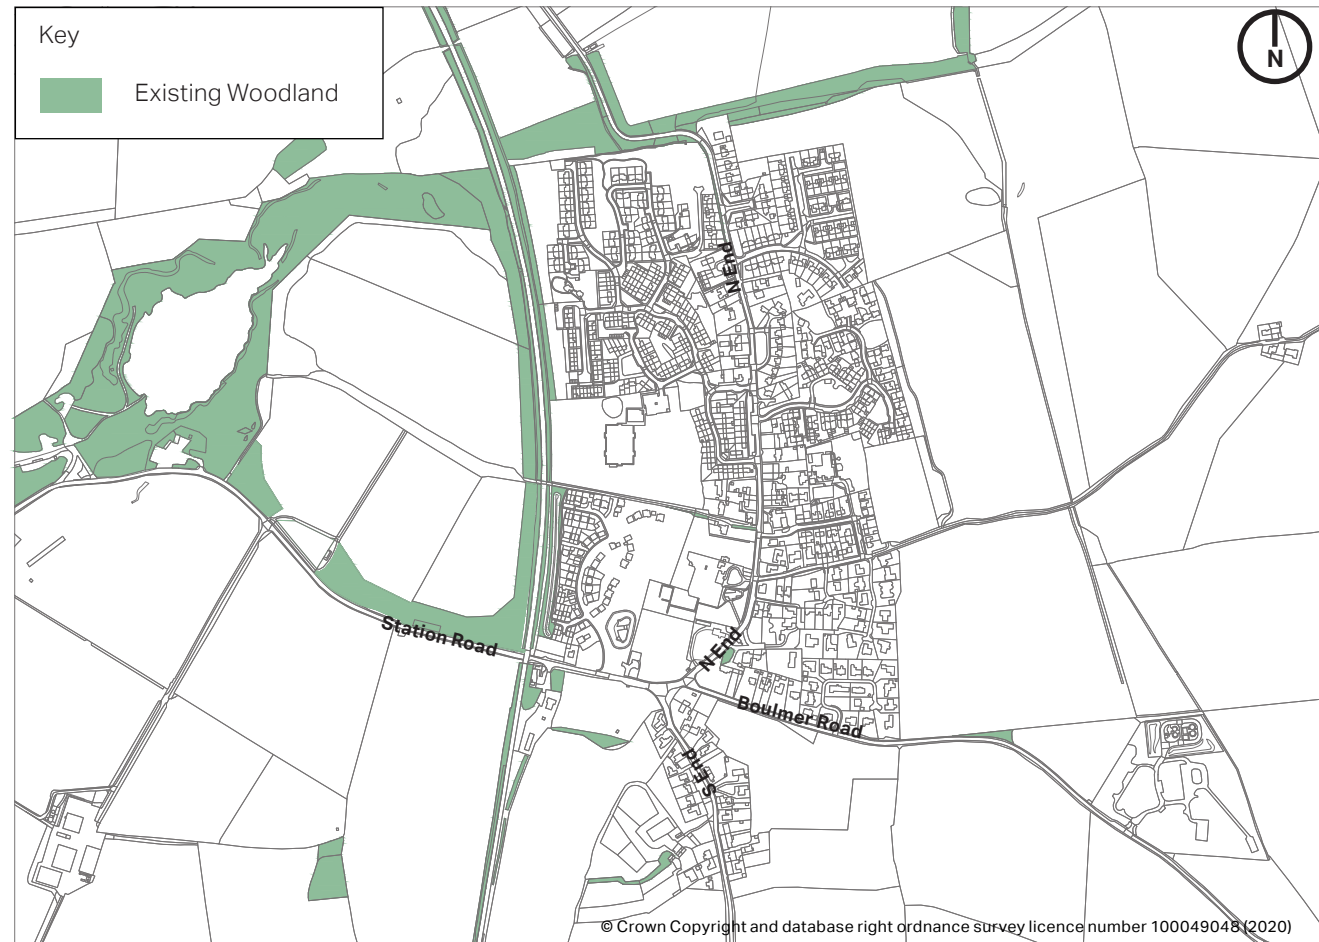 Key
Existing Woodland
N
N End
Station Road
N End
Boulmer Road
S End
© Crown Copyright and database right ordnance survey licence number 100049048 (2020)